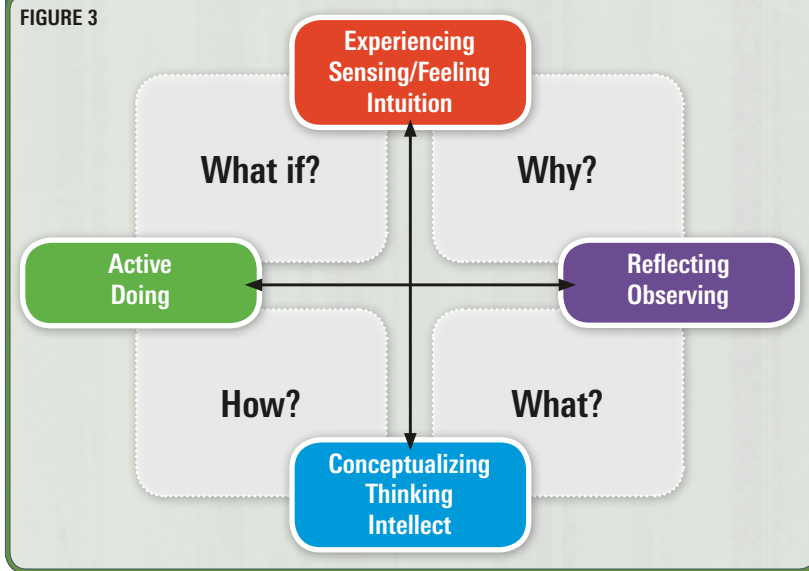 FIGURE 3
Experiencing
Sensing/Feeling
Intuition
What if?
Why?
Active
Doing
Reflecting
Observing
How?
What?
Conceptualizing
Thinking
Intellect